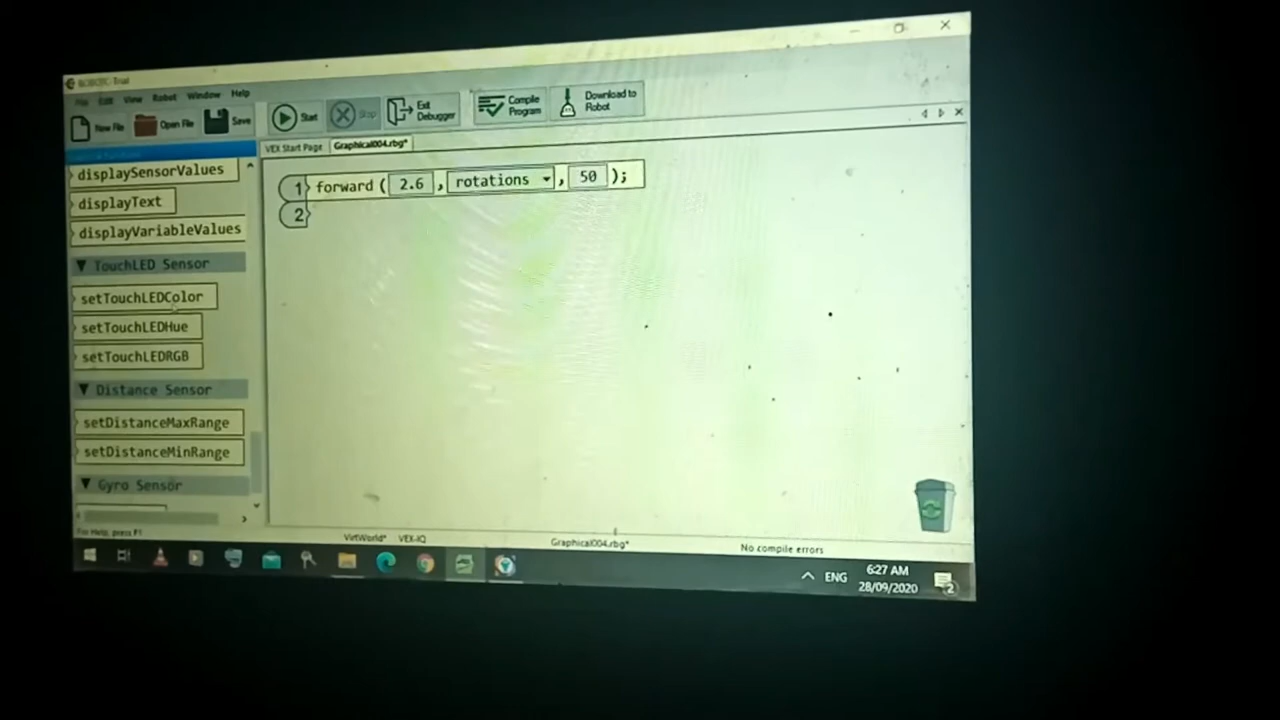 ROBOTC Trial
File Edit View Robot Window Help
New File Open File Save Start Stop Exit Debugger Compile Program Download to Robot
VEX Start Page Graphical004.rbg*
displaySensorValues
displayText
displayVariableValues
TouchLED Sensor
setTouchLEDColor
setTouchLEDHue
setTouchLEDRGB
Distance Sensor
setDistanceMaxRange
setDistanceMinRange
Gyro Sensor
1 forward ( 2.6 , rotations , 50 );
2
For Help, press F1 VirtWorld* VEX-IQ Graphical004.rbg* No compile errors
ENG 6:27 AM
28/09/2020
2